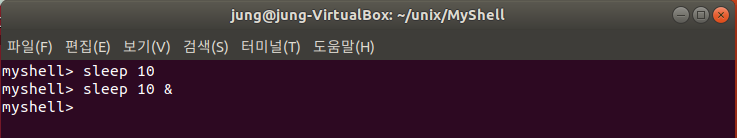 jung@jung-VirtualBox: ~/unix/MyShell
파일(F) 편집(E) 보기(V) 검색(S) 터미널(T) 도움말(H)
myshell> sleep 10
myshell> sleep 10 &
myshell>